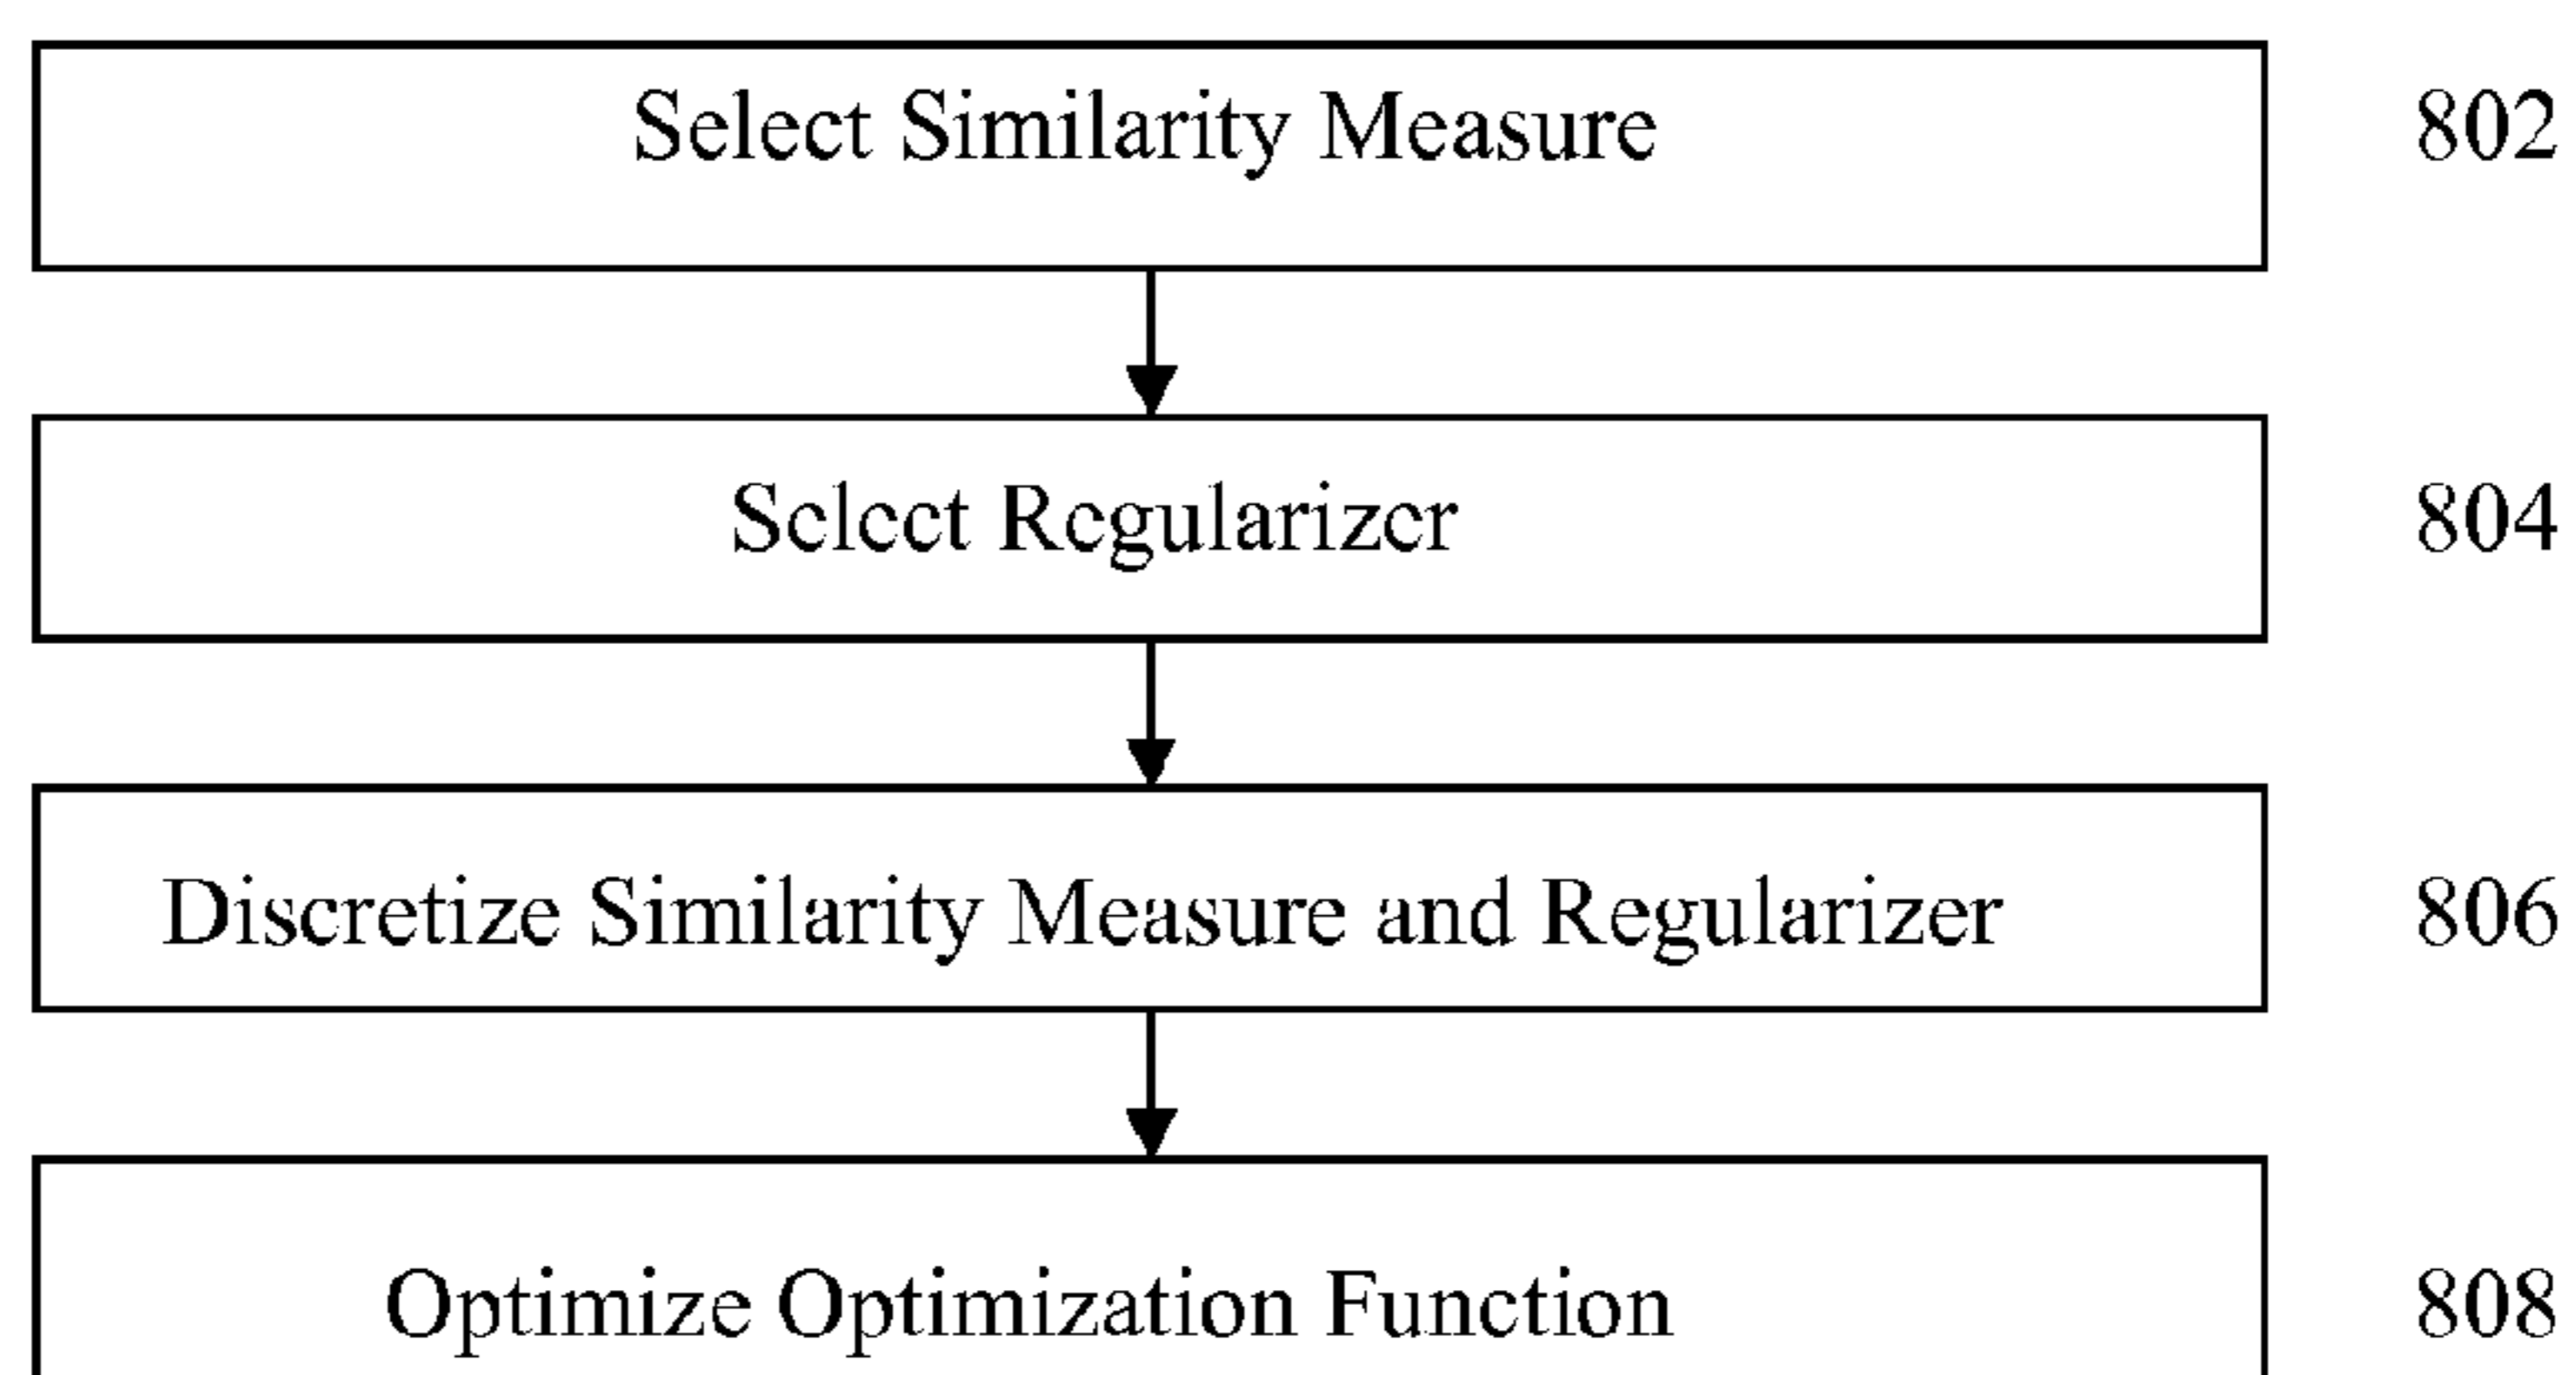 Select Similarity Measure 802
Select Regularizer 804
Discretize Similarity Measure and Regularizer 806
Optimize Optimization Function 808